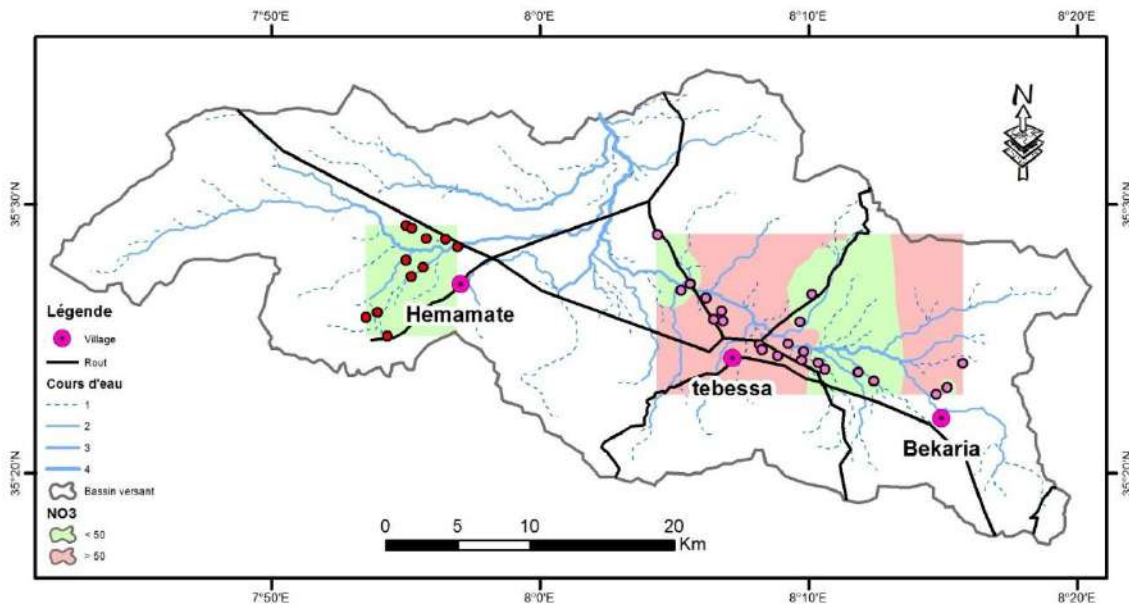 7°50'E 8°0'E 8°10'E 8°20'E
N
35°30'N 35°30'N
Légende
Village
Rout
Cours d'eau
1
2
3
4
Bassin versant
NO3
< 50
> 50
Hemamate
tebessa
Bekaria
35°20'N 35°20'N
0 5 10 20
Km
7°50'E 8°0'E 8°10'E 8°20'E